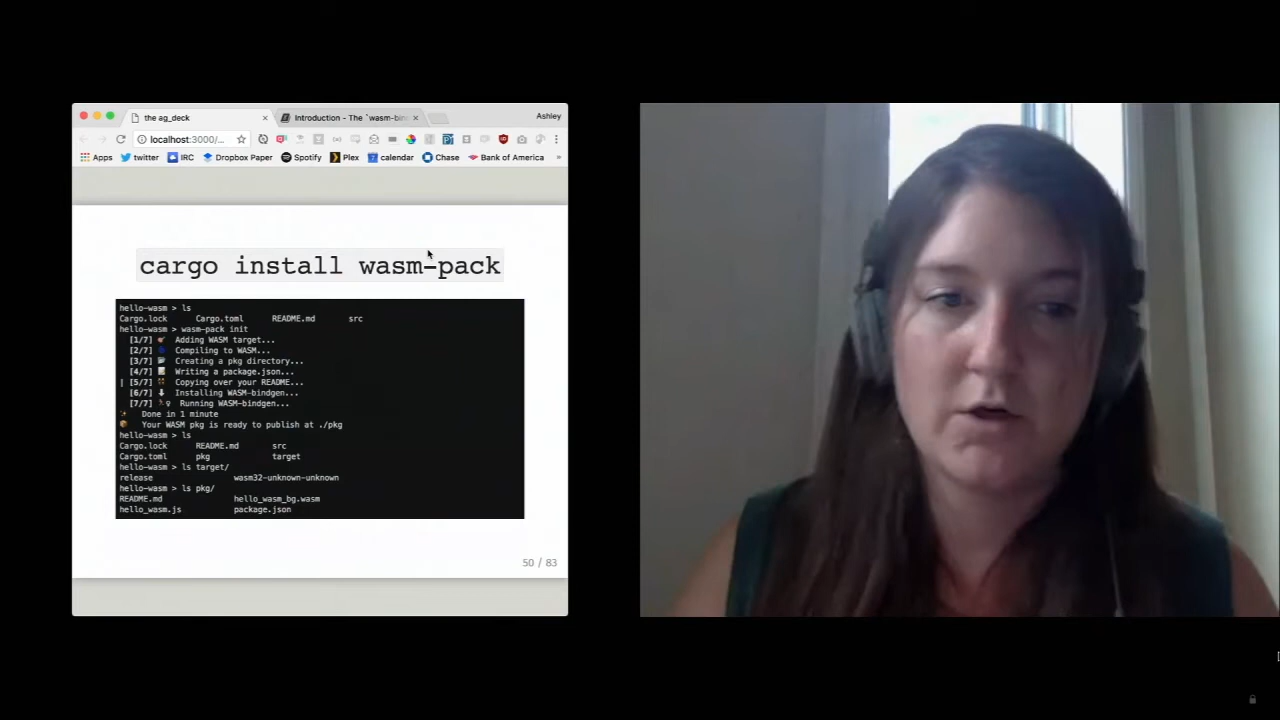 the ag_deck
Introduction - The `wasm-bin
Ashley
localhost:3000/...
Apps twitter IRC Dropbox Paper Spotify Plex calendar Chase Bank of America »
cargo install wasm-pack
hello-wasm > ls
Cargo.lock Cargo.toml README.md src
hello-wasm > wasm-pack init
[1/7] Adding WASM target...
[2/7] Compiling to WASM...
[3/7] Creating a pkg directory...
[4/7] Writing a package.json...
| [5/7] Copying over your README...
[6/7] Installing WASM-bindgen...
[7/7] Running WASM-bindgen...
Done in 1 minute
Your WASM pkg is ready to publish at ./pkg
hello-wasm > ls
Cargo.lock README.md src
Cargo.toml pkg target
hello-wasm > ls target/
release wasm32-unknown-unknown
hello-wasm > ls pkg/
README.md hello_wasm_bg.wasm
hello_wasm.js package.json
50 / 83